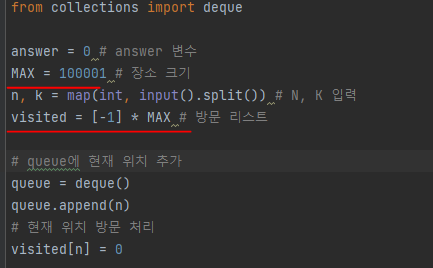 from collections import deque
answer = 0 # answer 변수
MAX = 100001 # 장소 크기
n, k = map(int, input().split()) # N, K 입력
visited = [-1] * MAX # 방문 리스트
# queue에 현재 위치 추가
queue = deque()
queue.append(n)
# 현재 위치 방문 처리
visited[n] = 0